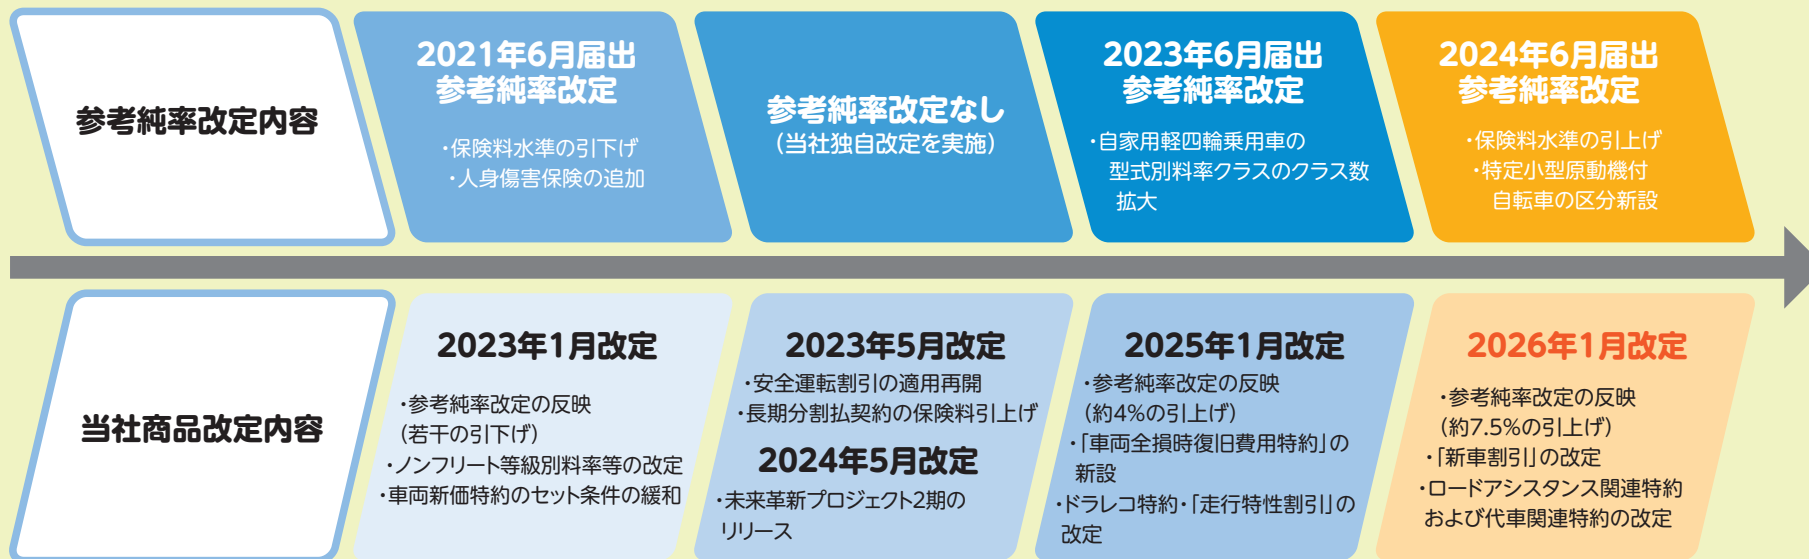 参考純率改定内容
2021年6月届出
参考純率改定
・保険料水準の引下げ
・人身傷害保険の追加
参考純率改定なし
(当社独自改定を実施)
2023年6月届出
参考純率改定
・自家用軽四輪乗用車の
型式別料率クラスのクラス数
拡大
2024年6月届出
参考純率改定
・保険料水準の引上げ
・特定小型原動機付
自転車の区分新設
当社商品改定内容
2023年1月改定
・参考純率改定の反映
(若干の引下げ)
・ノンフリート等級別料率等の改定
・車両新価特約のセット条件の緩和
2023年5月改定
・安全運転割引の適用再開
・長期分割払契約の保険料引上げ
2024年5月改定
・未来革新プロジェクト2期の
リリース
2025年1月改定
・参考純率改定の反映
(約4%の引上げ)
・「車両全損時復旧費用特約」の
新設
・ドラレコ特約・「走行特性割引」の
改定
2026年1月改定
・参考純率改定の反映
(約7.5%の引上げ)
・「新車割引」の改定
・ロードアシスタンス関連特約
および代車関連特約の改定